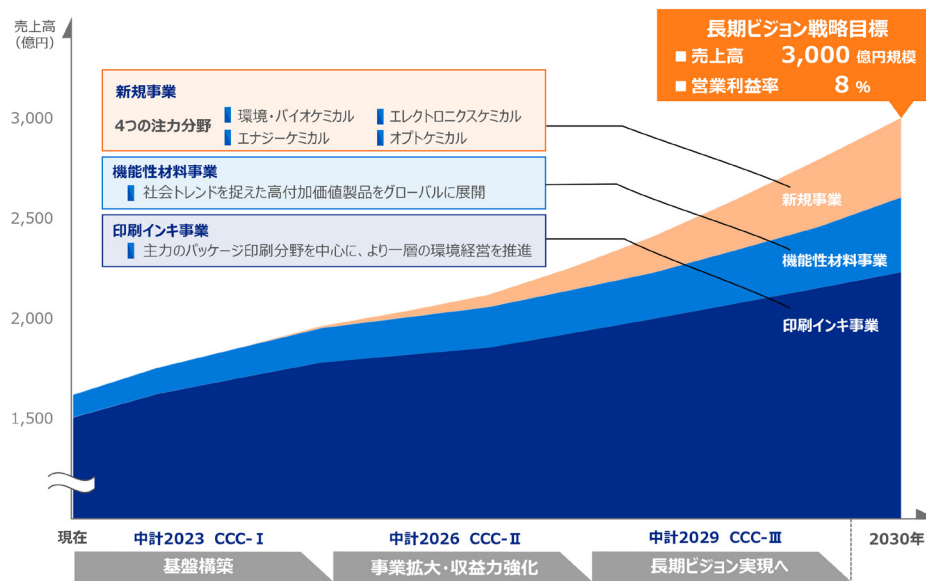 売上高
(億円)
長期ビジョン戦略目標
■ 売上高 3,000 億円規模
■ 営業利益率 8 %
新規事業
4つの注力分野
環境・バイオケミカル
エレクトロニクスケミカル
エナジーケミカル
オプトケミカル
機能性材料事業
社会トレンドを捉えた高付加価値製品をグローバルに展開
印刷インキ事業
主力のパッケージ印刷分野を中心に、より一層の環境経営を推進
3,000
2,500
2,000
1,500
新規事業
機能性材料事業
印刷インキ事業
現在
中計2023 CCC-Ⅰ
中計2026 CCC-Ⅱ
中計2029 CCC-Ⅲ
2030年
基盤構築
事業拡大・収益力強化
長期ビジョン実現へ